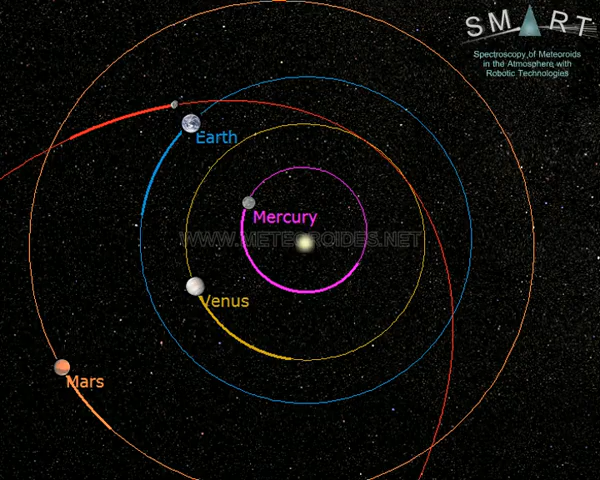 SMART
Spectroscopy of Meteoroids
in the Atmosphere with
Robotic Technologies
Earth
Mercury
WWW.METEOROIDES.NET
Venus
Mars